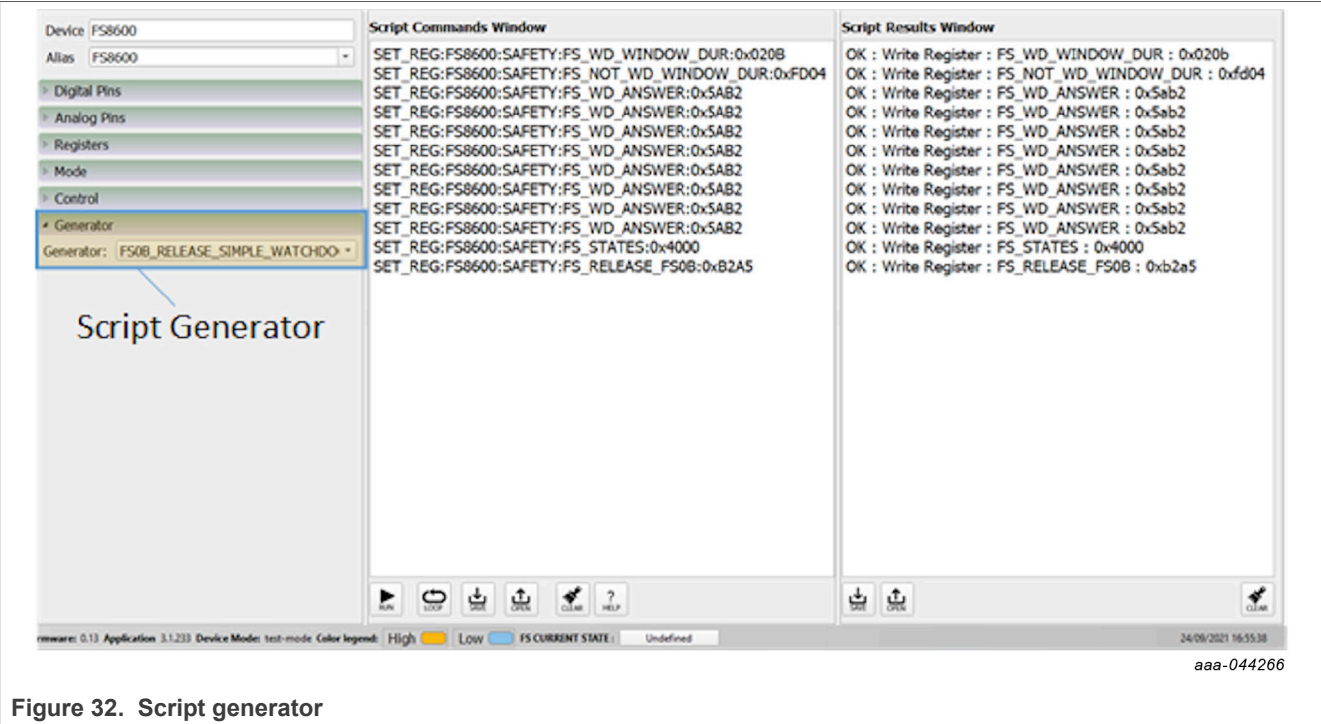 Device FS8600
Alias FS8600
Digital Pins
Analog Pins
Registers
Mode
Control
Generator
Generator: FS0B_RELEASE_SIMPLE_WATCHDO
Script Generator
Script Commands Window
SET_REG:FS8600:SAFETY:FS_WD_WINDOW_DUR:0x020B
SET_REG:FS8600:SAFETY:FS_NOT_WD_WINDOW_DUR:0xFD04
SET_REG:FS8600:SAFETY:FS_WD_ANSWER:0x5AB2
SET_REG:FS8600:SAFETY:FS_WD_ANSWER:0x5AB2
SET_REG:FS8600:SAFETY:FS_WD_ANSWER:0x5AB2
SET_REG:FS8600:SAFETY:FS_WD_ANSWER:0x5AB2
SET_REG:FS8600:SAFETY:FS_WD_ANSWER:0x5AB2
SET_REG:FS8600:SAFETY:FS_WD_ANSWER:0x5AB2
SET_REG:FS8600:SAFETY:FS_WD_ANSWER:0x5AB2
SET_REG:FS8600:SAFETY:FS_WD_ANSWER:0x5AB2
SET_REG:FS8600:SAFETY:FS_STATES:0x4000
SET_REG:FS8600:SAFETY:FS_RELEASE_FS0B:0xB2A5
RUN LOOP SAVE OPEN CLEAR ? HELP
Script Results Window
OK : Write Register : FS_WD_WINDOW_DUR : 0x020b
OK : Write Register : FS_NOT_WD_WINDOW_DUR : 0xfd04
OK : Write Register : FS_WD_ANSWER : 0x5ab2
OK : Write Register : FS_WD_ANSWER : 0x5ab2
OK : Write Register : FS_WD_ANSWER : 0x5ab2
OK : Write Register : FS_WD_ANSWER : 0x5ab2
OK : Write Register : FS_WD_ANSWER : 0x5ab2
OK : Write Register : FS_WD_ANSWER : 0x5ab2
OK : Write Register : FS_WD_ANSWER : 0x5ab2
OK : Write Register : FS_WD_ANSWER : 0x5ab2
OK : Write Register : FS_STATES : 0x4000
OK : Write Register : FS_RELEASE_FS0B : 0xb2a5
SAVE OPEN CLEAR
rmware: 0.13 Application 3.1.233 Device Mode: test-mode Color legend: High Low FS CURRENT STATE : Undefined 24/09/2021 16:55:38
aaa-044266
Figure 32. Script generator